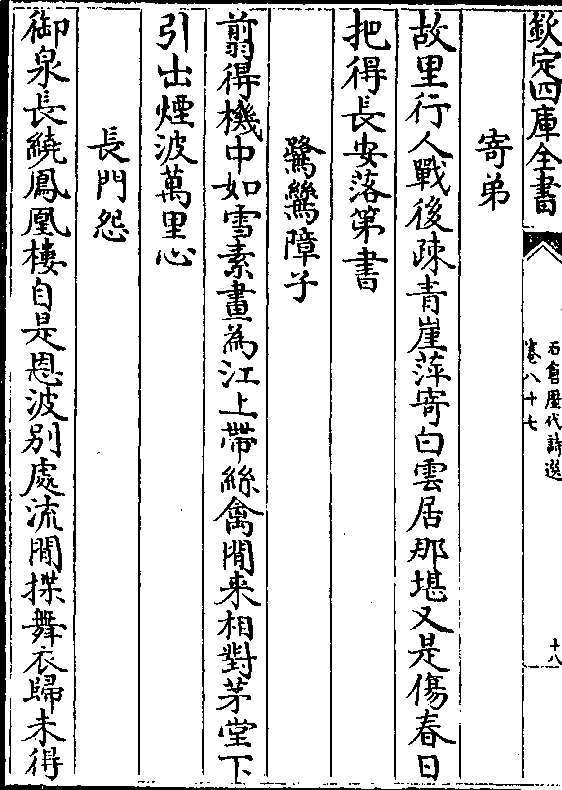 欽定四庫全書
石倉歷代詩選
卷八十七
十八
寄弟
故里行人戰後疎青崖萍寄白雲居那堪又是傷春日
把得長安落第書
鷺鷥障子
翦得機中如雪素畫為江上帶絲禽閒来相對茅堂下
引出煙波萬里心
長門怨
御泉長繞鳳凰樓自是恩波別處流閒揲舞衣歸未得